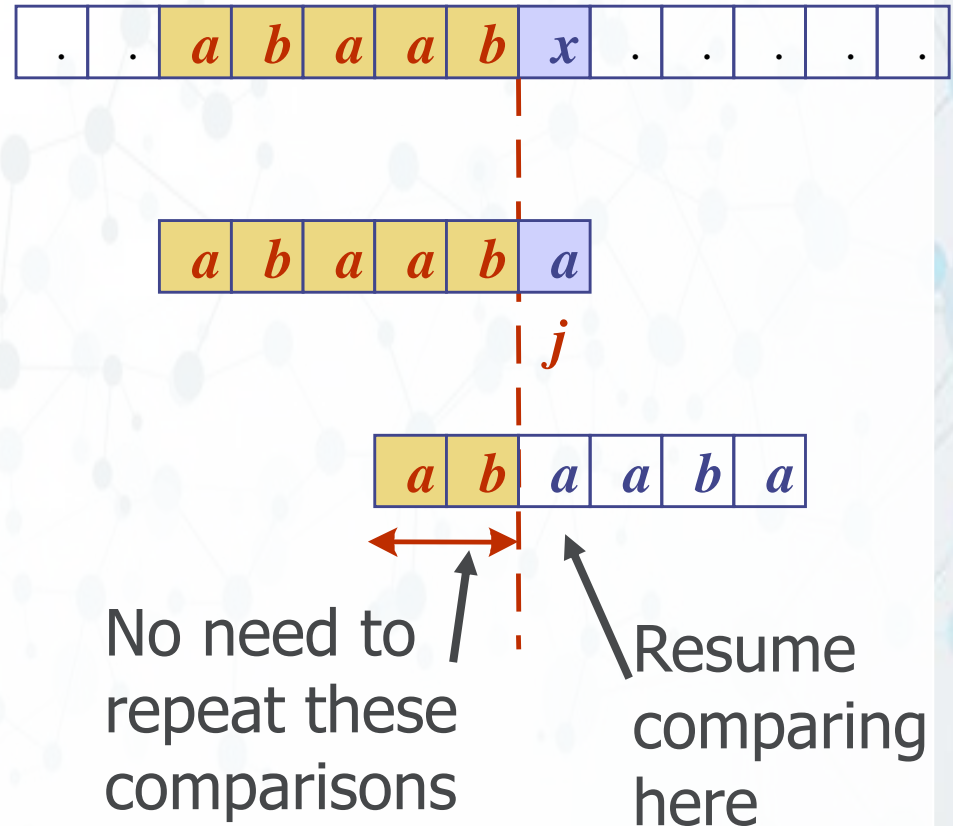 . . a b a a b x . . . . .
a b a a b a
j
a b a a b a
No need to
repeat these
comparisons
Resume
comparing
here